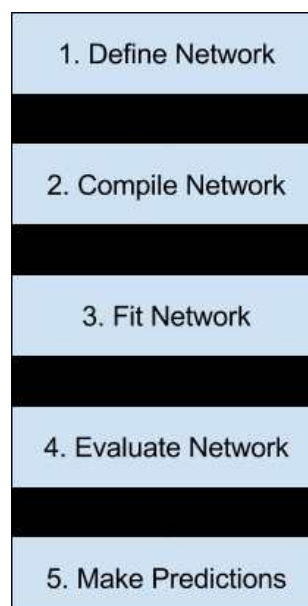 1. Define Network
2. Compile Network
3. Fit Network
4. Evaluate Network
5. Make Predictions